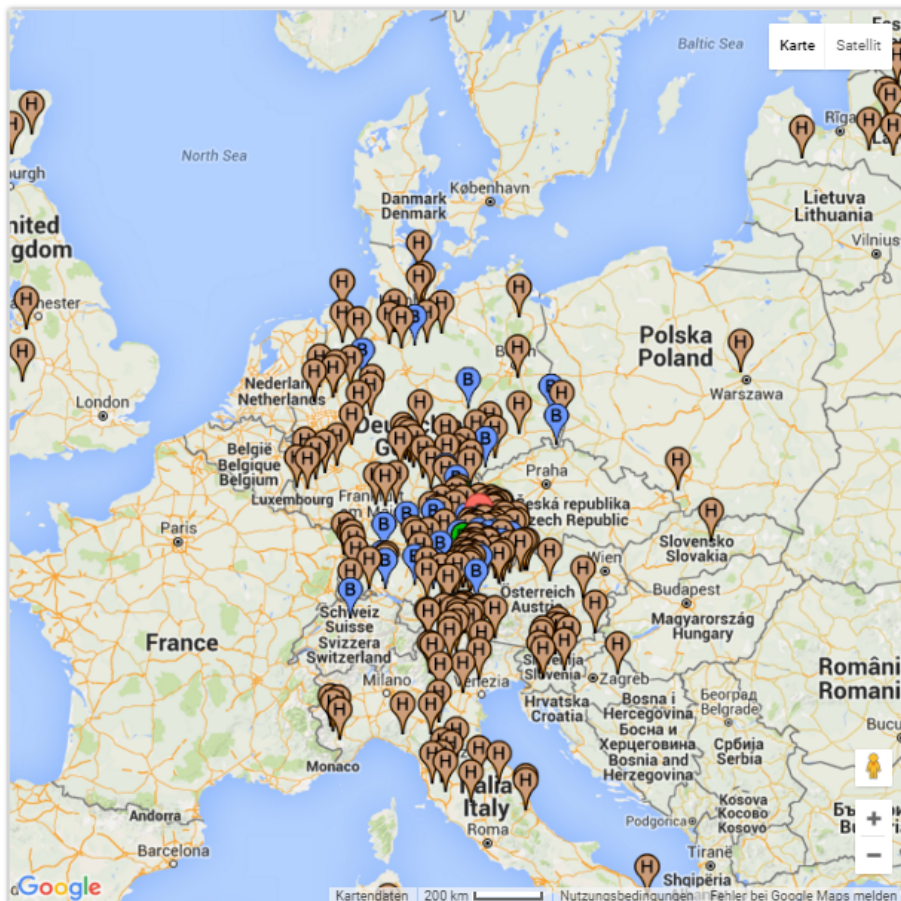 Karte Satellit
Baltic Sea
Rīga
North Sea
Danmark
Denmark
København
Lietuva
Lithuania
Vilnius
Polska
Poland
Warszawa
London
Nederland
Netherlands
België
Belgique
Belgium
Luxembourg
Praha
Česká republika
Czech Republic
Paris
Slovensko
Slovakia
Wien
Österreich
Austria
Budapest
Magyarország
Hungary
Schweiz
Suisse
Svizzera
Switzerland
France
Milano
Venezia
Slovenija
Slovenia
Zagreb
Hrvatska
Croatia
Београд
Belgrade
Bosna i
Hercegovina
Босна и
Херцеговина
Bosnia and
Herzegovina
Србија
Serbia
Monaco
Italia
Italy
Roma
Andorra
Barcelona
Kosova
Косово
Kosovo
Podgorica
Tiranë
Shqipëria
Google
Kartendaten 200 km Nutzungsbedingungen Fehler bei Google Maps melden